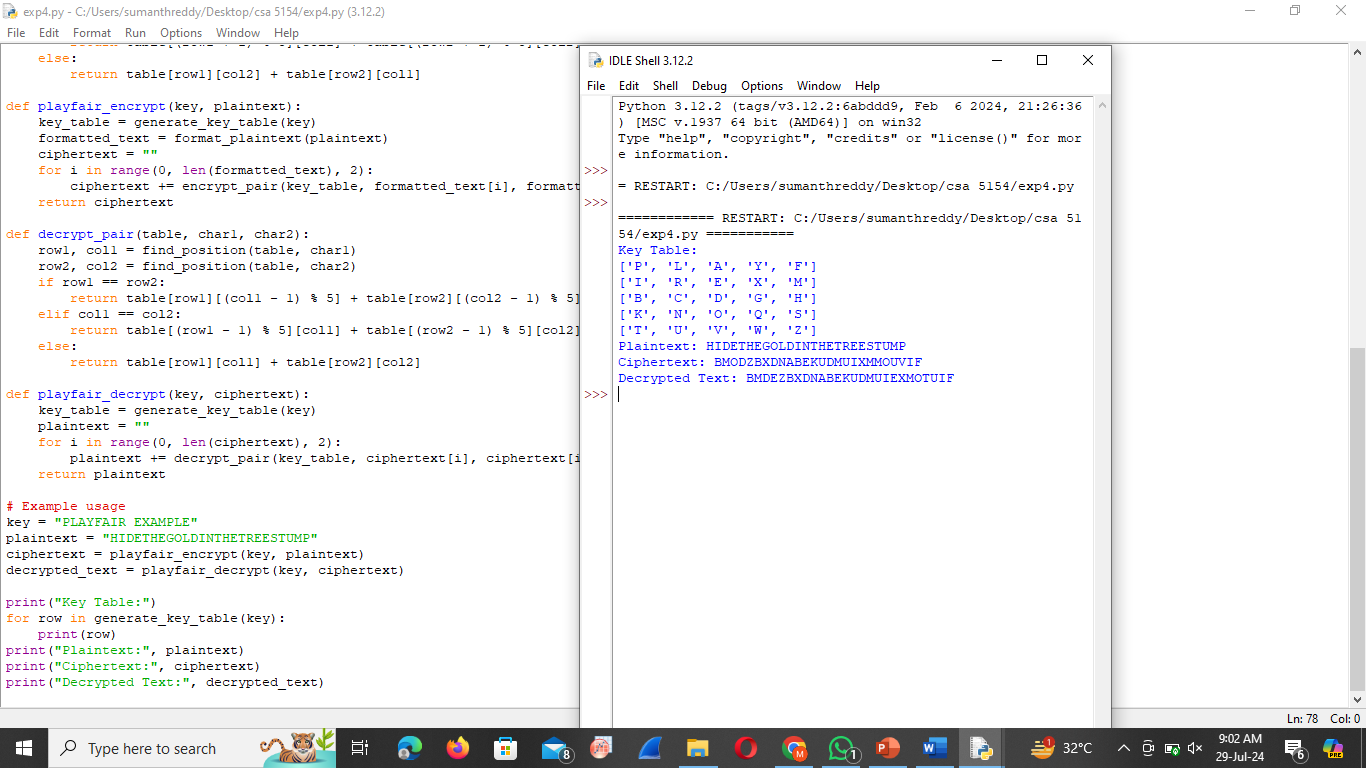 exp4.py - C:/Users/sumanthreddy/Desktop/csa 5154/exp4.py (3.12.2)
File Edit Format Run Options Window Help
else:
return table[row1][col2] + table[row2][col1]
def playfair_encrypt(key, plaintext):
key_table = generate_key_table(key)
formatted_text = format_plaintext(plaintext)
ciphertext = ""
for i in range(0, len(formatted_text), 2):
ciphertext += encrypt_pair(key_table, formatted_text[i], formatt
return ciphertext
def decrypt_pair(table, char1, char2):
row1, col1 = find_position(table, char1)
row2, col2 = find_position(table, char2)
if row1 == row2:
return table[row1][(col1 - 1) % 5] + table[row2][(col2 - 1) % 5]
elif col1 == col2:
return table[(row1 - 1) % 5][col1] + table[(row2 - 1) % 5][col2]
else:
return table[row1][col1] + table[row2][col2]
def playfair_decrypt(key, ciphertext):
key_table = generate_key_table(key)
plaintext = ""
for i in range(0, len(ciphertext), 2):
plaintext += decrypt_pair(key_table, ciphertext[i], ciphertext[i
return plaintext
# Example usage
key = "PLAYFAIR EXAMPLE"
plaintext = "HIDETHEGOLDINTHETREESTUMP"
ciphertext = playfair_encrypt(key, plaintext)
decrypted_text = playfair_decrypt(key, ciphertext)
print("Key Table:")
for row in generate_key_table(key):
print(row)
print("Plaintext:", plaintext)
print("Ciphertext:", ciphertext)
print("Decrypted Text:", decrypted_text)
IDLE Shell 3.12.2
File Edit Shell Debug Options Window Help
Python 3.12.2 (tags/v3.12.2:6abddd9, Feb  6 2024, 21:26:36
) [MSC v.1937 64 bit (AMD64)] on win32
Type "help", "copyright", "credits" or "license()" for mor
e information.
>>>
= RESTART: C:/Users/sumanthreddy/Desktop/csa 5154/exp4.py
>>>
============ RESTART: C:/Users/sumanthreddy/Desktop/csa 51
54/exp4.py ===========
Key Table:
['P', 'L', 'A', 'Y', 'F']
['I', 'R', 'E', 'X', 'M']
['B', 'C', 'D', 'G', 'H']
['K', 'N', 'O', 'Q', 'S']
['T', 'U', 'V', 'W', 'Z']
Plaintext: HIDETHEGOLDINTHETREESTUMP
Ciphertext: BMODZBXDNABEKUDMUIXMMOUVIF
Decrypted Text: BMDEZBXDNABEKUDMUIEXMOTUIF
>>>
Ln: 78 Col: 0
Type here to search
8
M
1
1
32°C
9:02 AM
29-Jul-24
6
PRE